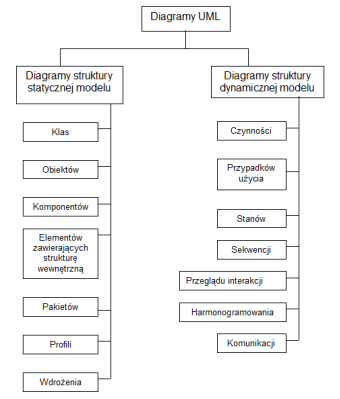 Diagramy UML
Diagramy struktury
statycznej modelu
Klas
Obiektów
Komponentów
Elementów
zawierających
strukturę
wewnętrzną
Pakietów
Profili
Wdrożenia
Diagramy struktury
dynamicznej modelu
Czynności
Przypadków
użycia
Stanów
Sekwencji
Przeglądu interakcji
Harmonogramowania
Komunikacji